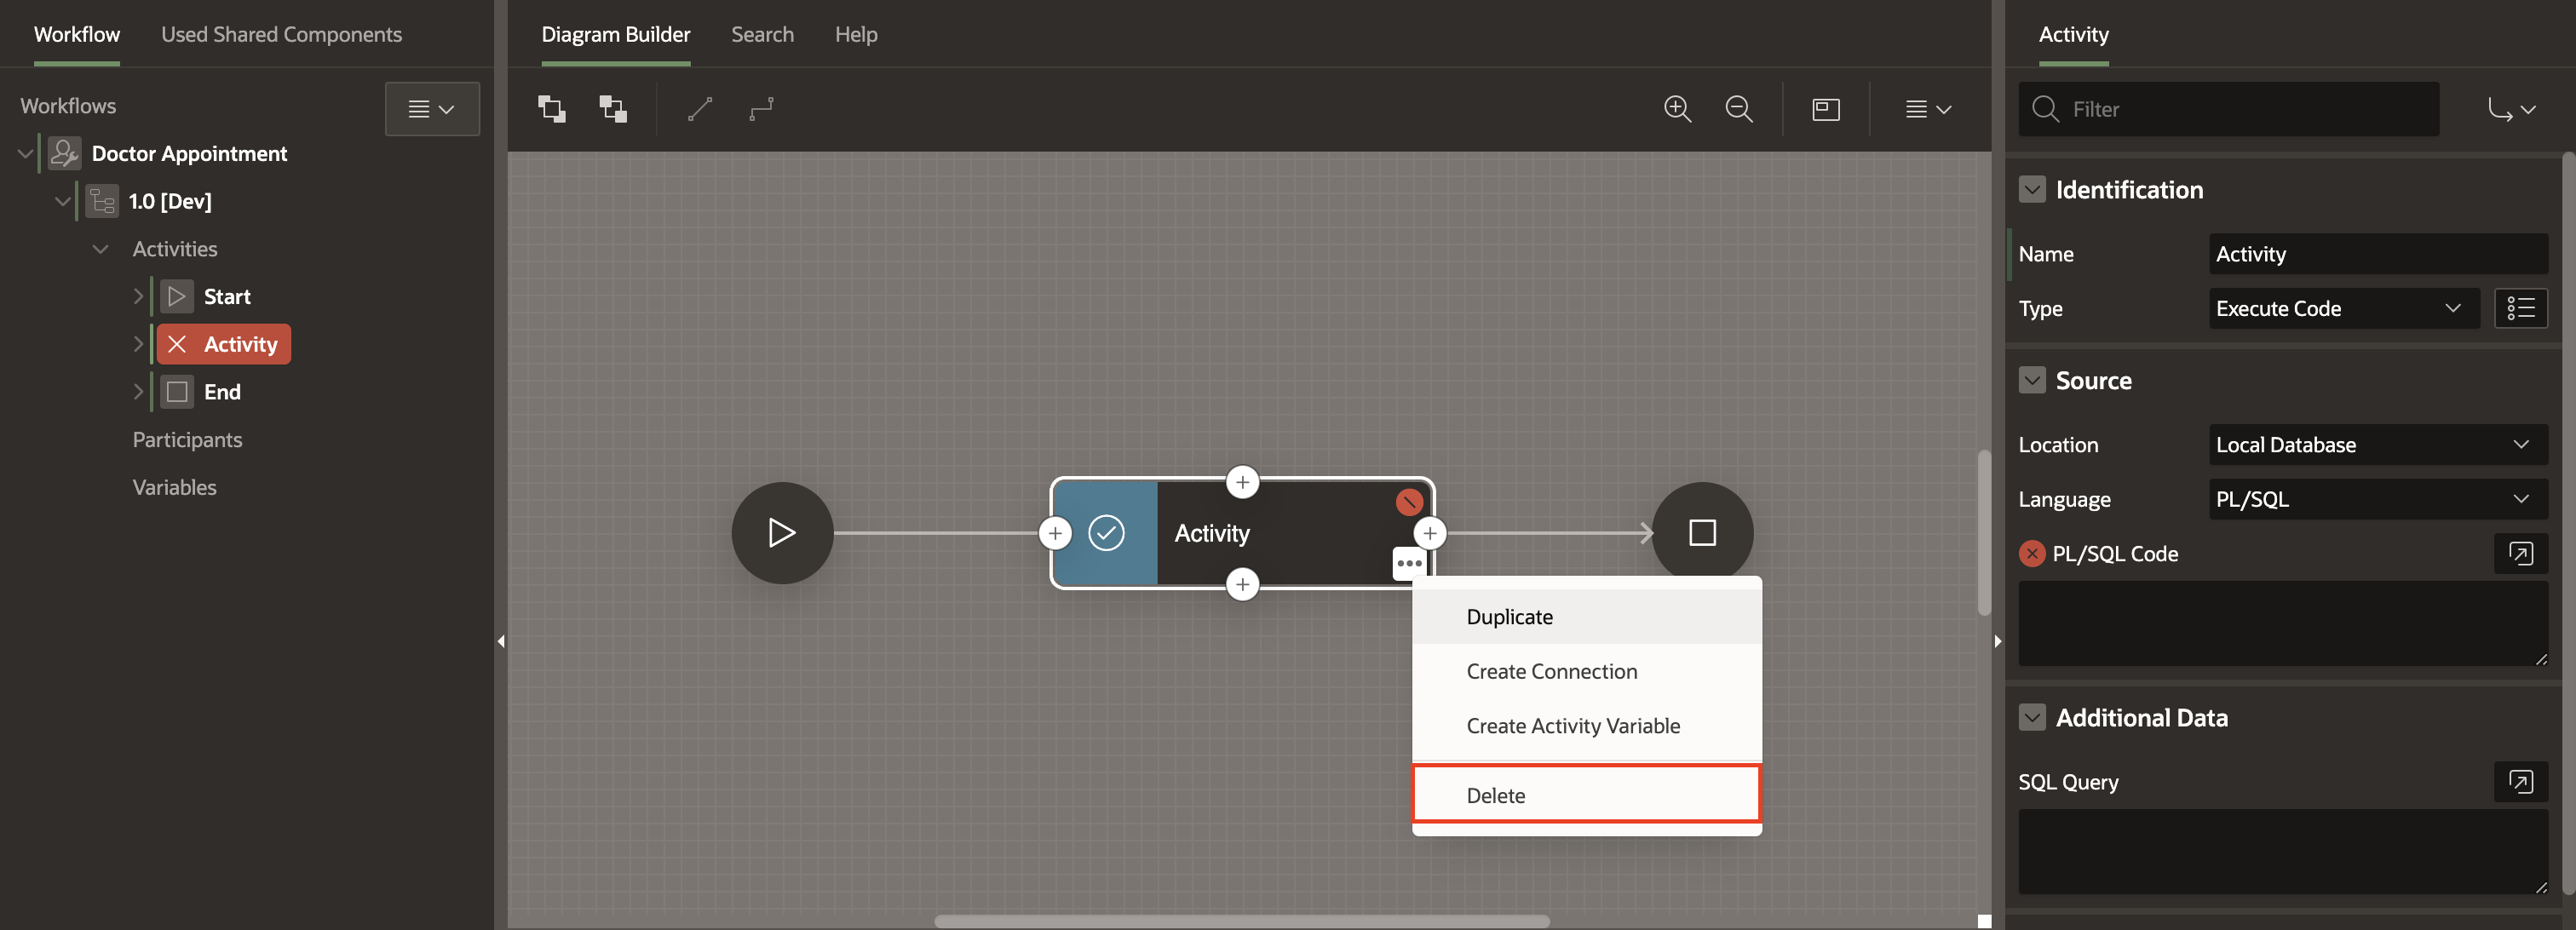 Workflow
Used Shared Components
Workflows
Doctor Appointment
1.0 [Dev]
Activities
Start
Activity
End
Participants
Variables
Diagram Builder
Search
Help
Activity
Duplicate
Create Connection
Create Activity Variable
Delete
Activity
Filter
Identification
Name
Activity
Type
Execute Code
Source
Location
Local Database
Language
PL/SQL
PL/SQL Code
Additional Data
SQL Query